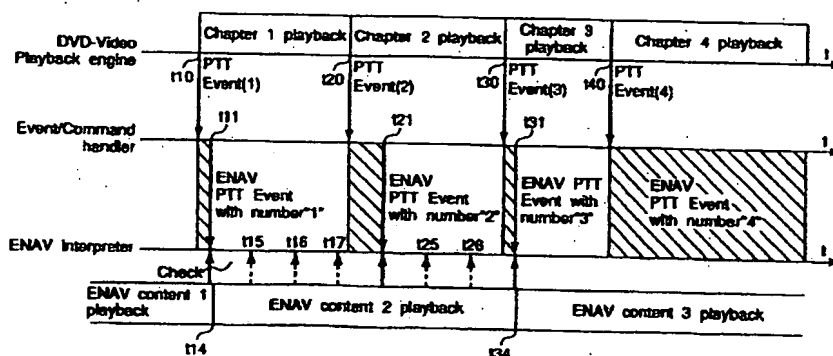 DVD-Video
Playback engine
Chapter 1 playback
Chapter 2 playback
Chapter 3
playback
Chapter 4 playback
t
t10
PTT
Event(1)
t20
PTT
Event(2)
t30
PTT
Event(3)
t40
PTT
Event(4)
Event/Command
handler
t11
t21
t31
t
ENAV
PTT Event
with number"1"
ENAV
PTT Event
with number"2"
ENAV PTT
Event with
number"3"
ENAV
PTT Event
with number"4"
ENAV Interpreter
t15
t16
t17
t25
t26
t
Check
ENAV content 1
playback
ENAV content 2 playback
ENAV content 3 playback
t14
t34